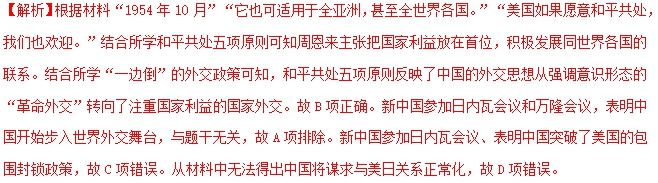 【解析】根据材料“1954 年 10 月”“它也可适用于全亚洲，甚至全世界各国。”“美国如果愿意和平共处，
我们也欢迎。”结合所学和平共处五项原则可知周恩来主张把国家利益放在首位，积极发展同世界各国的
联系。结合所学“一边倒”的外交政策可知，和平共处五项原则反映了中国的外交思想从强调意识形态的
“革命外交”转向了注重国家利益的国家外交。故 B 项正确。新中国参加日内瓦会议和万隆会议，表明中
国开始步入世界外交舞台，与题干无关，故 A 项排除。新中国参加日内瓦会议、表明中国突破了美国的包
围封锁政策，故 C 项错误。从材料中无法得出中国将谋求与美日关系正常化，故 D 项错误。